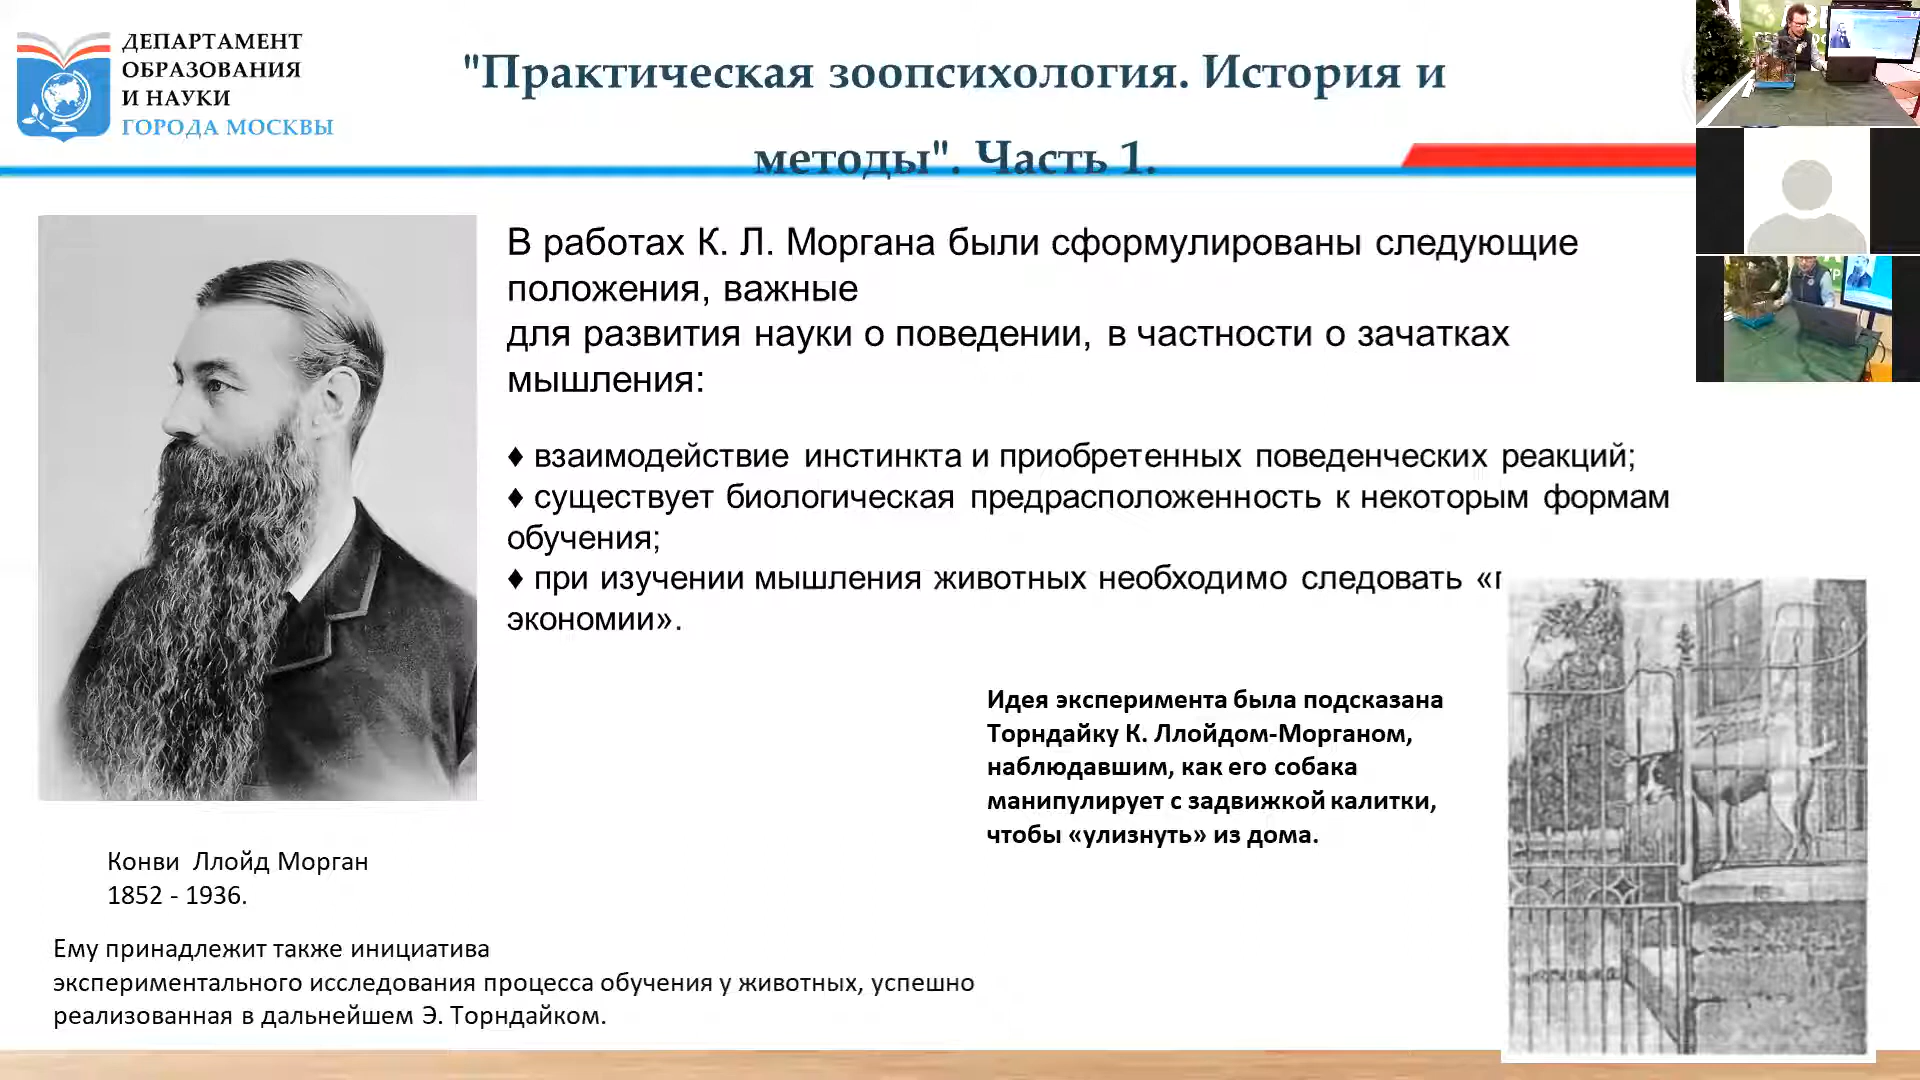 ДЕПАРТАМЕНТ
ОБРАЗОВАНИЯ
И НАУКИ
ГОРОДА МОСКВЫ
"Практическая зоопсихология. История и
методы". Часть 1.
В работах К. Л. Моргана были сформулированы следующие
положения, важные
для развития науки о поведении, в частности о зачатках
мышления:
♦ взаимодействие инстинкта и приобретенных поведенческих реакций;
♦ существует биологическая предрасположенность к некоторым формам
обучения;
♦ при изучении мышления животных необходимо следовать «
экономии».
Идея эксперимента была подсказана
Торндайку К. Ллойдом-Морганом,
наблюдавшим, как его собака
манипулирует с задвижкой калитки,
чтобы «улизнуть» из дома.
Конви Ллойд Морган
1852 - 1936.
Ему принадлежит также инициатива
экспериментального исследования процесса обучения у животных, успешно
реализованная в дальнейшем Э. Торндайком.